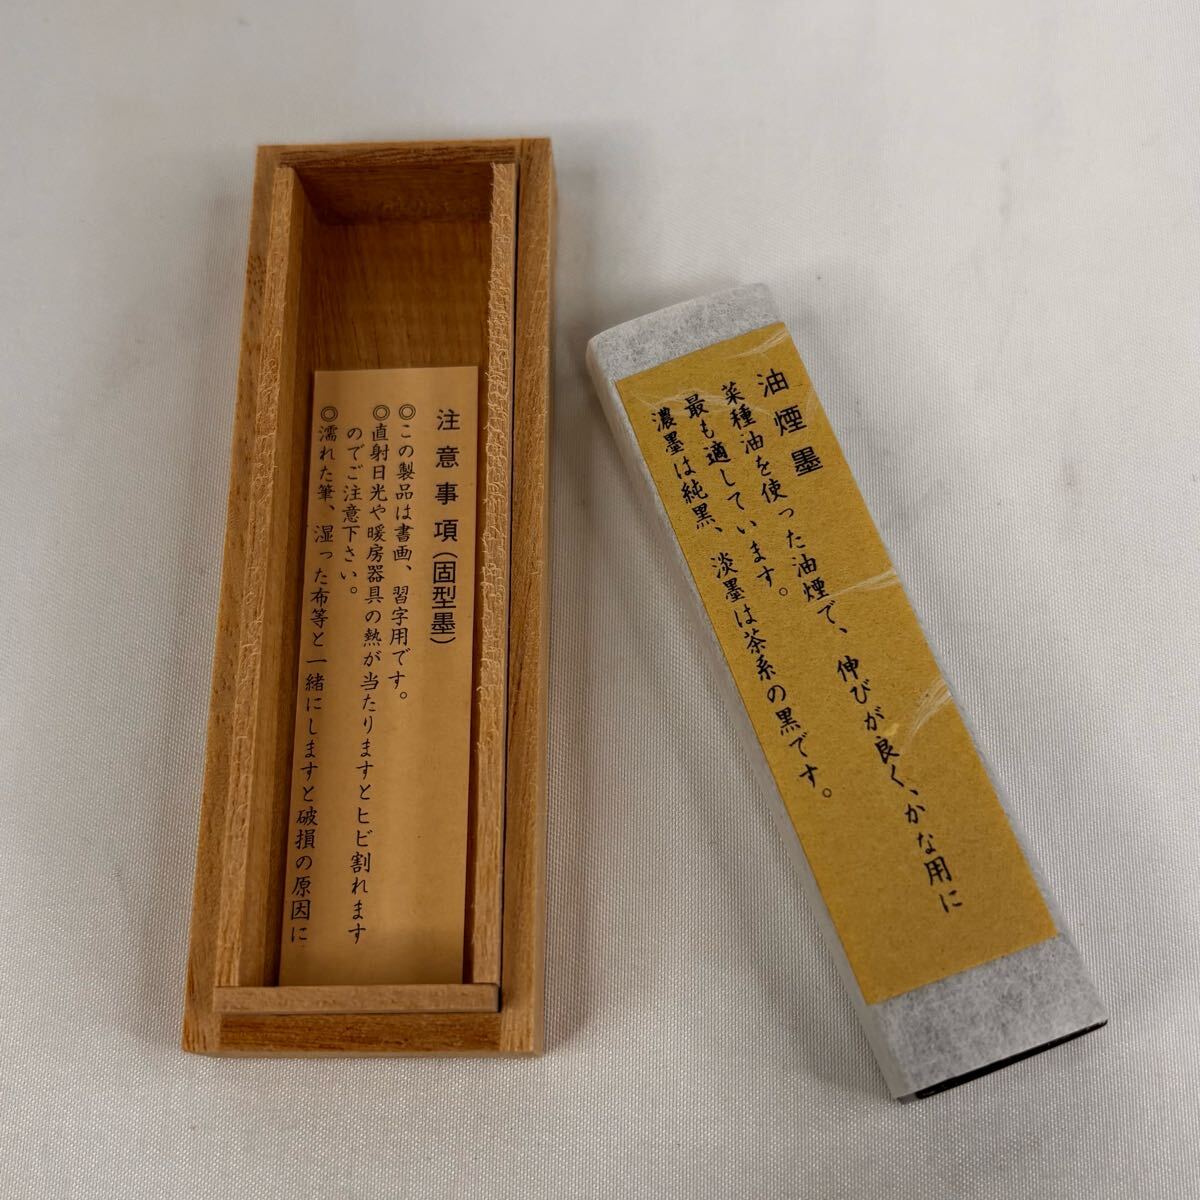 注意事項(固型墨)
◎この製品は書画、習字用です。
◎直射日光や暖房器具の熱が当たりますとヒビ割れます
のでご注意下さい。
◎濡れた筆、湿った布等と一緒にしますと破損の原因に
油煙墨
菜種油を使った油煙で、伸びが良く、かな用に
最も適しています。
濃墨は純黒、淡墨は茶系の黒です。